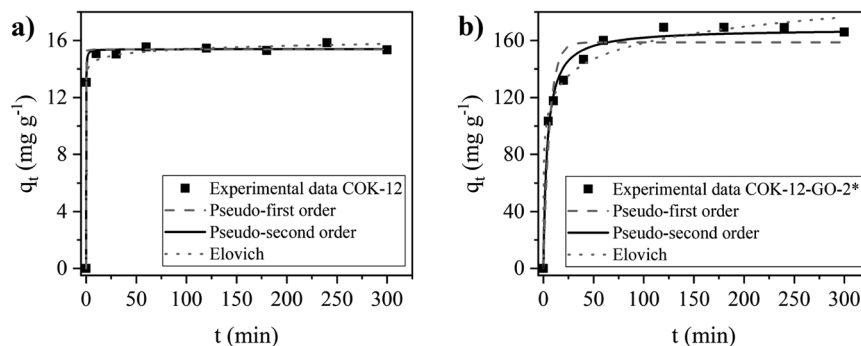 a)
q_t (mg g⁻¹)
16
12
8
4
0
Experimental data COK-12
Pseudo-first order
Pseudo-second order
Elovich
0 50 100 150 200 250 300
t (min)
b)
q_t (mg g⁻¹)
160
120
80
40
0
Experimental data COK-12-GO-2*
Pseudo-first order
Pseudo-second order
Elovich
0 50 100 150 200 250 300
t (min)